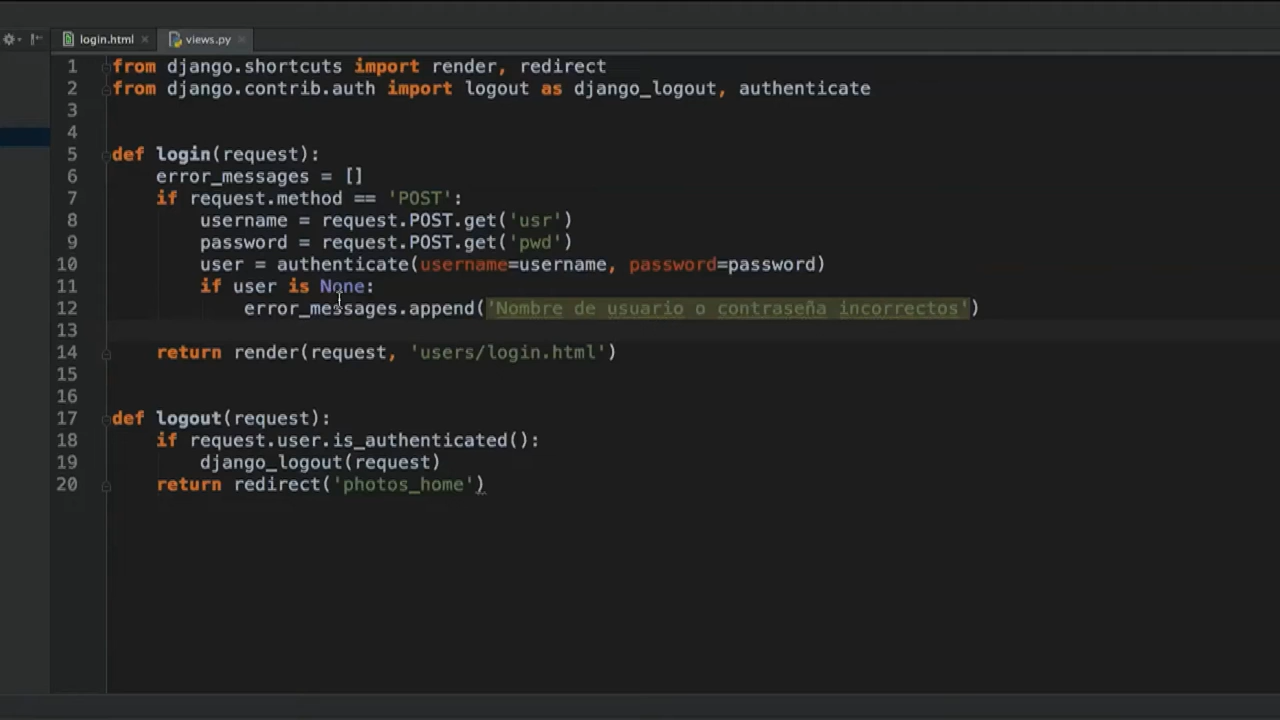 login.html views.py
1 from django.shortcuts import render, redirect
2 from django.contrib.auth import logout as django_logout, authenticate
3
4
5 def login(request):
6     error_messages = []
7     if request.method == 'POST':
8         username = request.POST.get('usr')
9         password = request.POST.get('pwd')
10         user = authenticate(username=username, password=password)
11         if user is None:
12             error_messages.append('Nombre de usuario o contraseña incorrectos')
13
14     return render(request, 'users/login.html')
15
16
17 def logout(request):
18     if request.user.is_authenticated():
19         django_logout(request)
20     return redirect('photos_home')